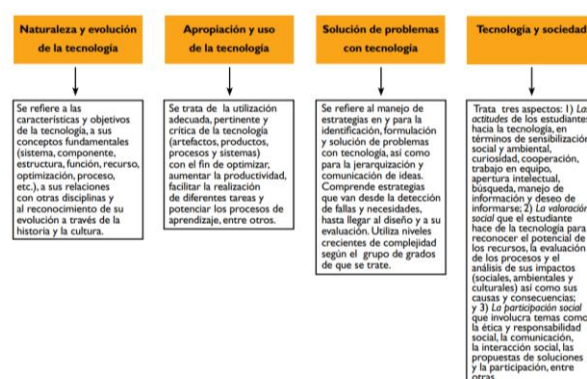 Naturaleza y evolución
de la tecnología
Se refiere a las
características y objetivos
de la tecnología, a sus
conceptos fundamentales
(sistema, componente,
estructura, función, recurso,
optimización, proceso,
etc.), a sus relaciones
con otras disciplinas y
al reconocimiento de su
evolución a través de la
historia y la cultura.
Apropiación y uso
de la tecnología
Se trata de la utilización
adecuada, pertinente y
crítica de la tecnología
(artefactos, productos,
procesos y sistemas)
con el fin de optimizar,
aumentar la productividad,
facilitar la realización
de diferentes tareas y
potenciar los procesos de
aprendizaje, entre otros.
Solución de problemas
con tecnología
Se refiere al manejo de
estrategias en y para la
identificación, formulación
y solución de problemas
con tecnología, así como
para la jerarquización y
comunicación de ideas.
Comprende estrategias
que van desde la detección
de fallas y necesidades,
hasta llegar al diseño y a su
evaluación. Utiliza niveles
crecientes de complejidad
según el grupo de grados
de que se trate.
Tecnología y sociedad
Trata tres aspectos: 1) Las
actitudes de los estudiantes
hacia la tecnología, en
términos de sensibilización
social y ambiental,
curiosidad, cooperación,
trabajo en equipo,
apertura intelectual,
búsqueda, manejo de
información y deseo de
informarse; 2) La valoración
social que el estudiante
hace de la tecnología para
reconocer el potencial de
los recursos, la evaluación
de los procesos y el
análisis de sus impactos
(sociales, ambientales y
culturales) así como sus
causas y consecuencias;
y 3) La participación social
que involucra temas como
la ética y responsabilidad
social, la comunicación,
la interacción social, las
propuestas de soluciones
y la participación, entre
otras.